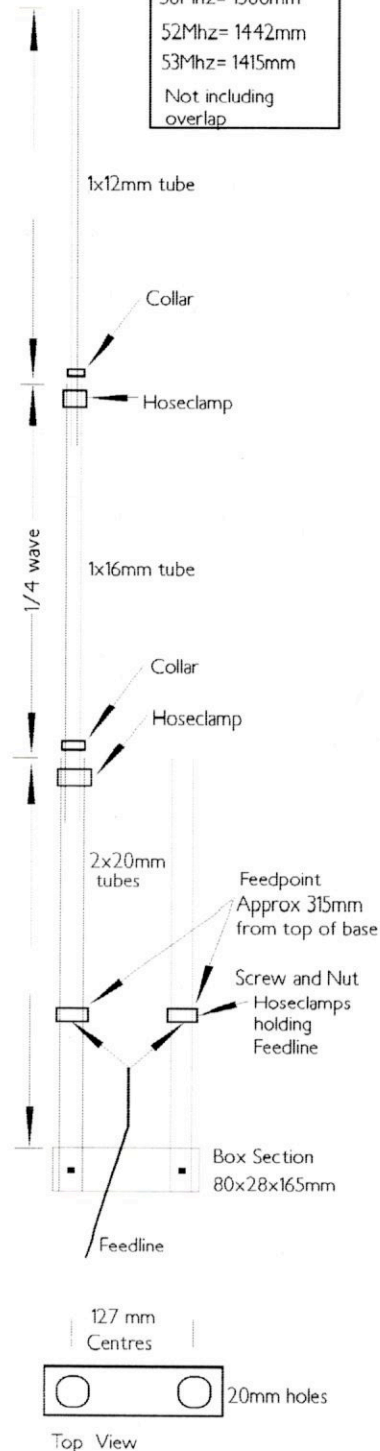 52Mhz= 1442mm
53Mhz= 1415mm
Not including
overlap
1x12mm tube
Collar
Hoseclamp
1/4 wave
1x16mm tube
Collar
Hoseclamp
2x20mm
tubes
Feedpoint
Approx 315mm
from top of base
Screw and Nut
Hoseclamps
holding
Feedline
Box Section
80x28x165mm
Feedline
127 mm
Centres
20mm holes
Top View